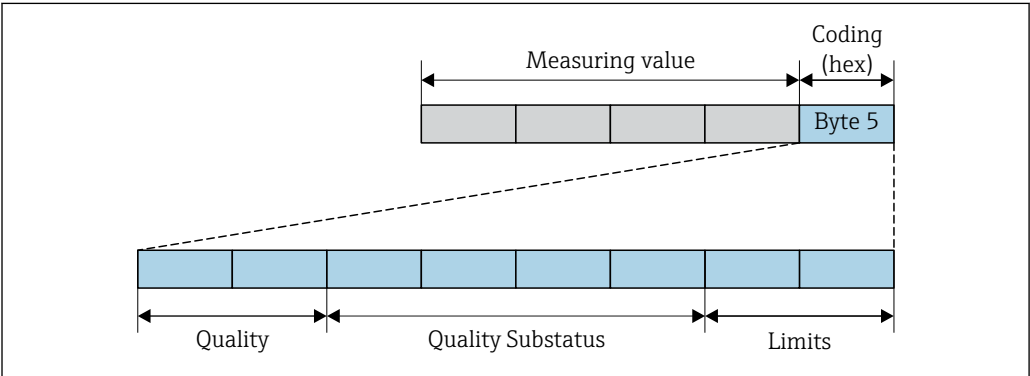 Coding
Measuring value
(hex)
Byte 5
Quality
Quality Substatus
Limits